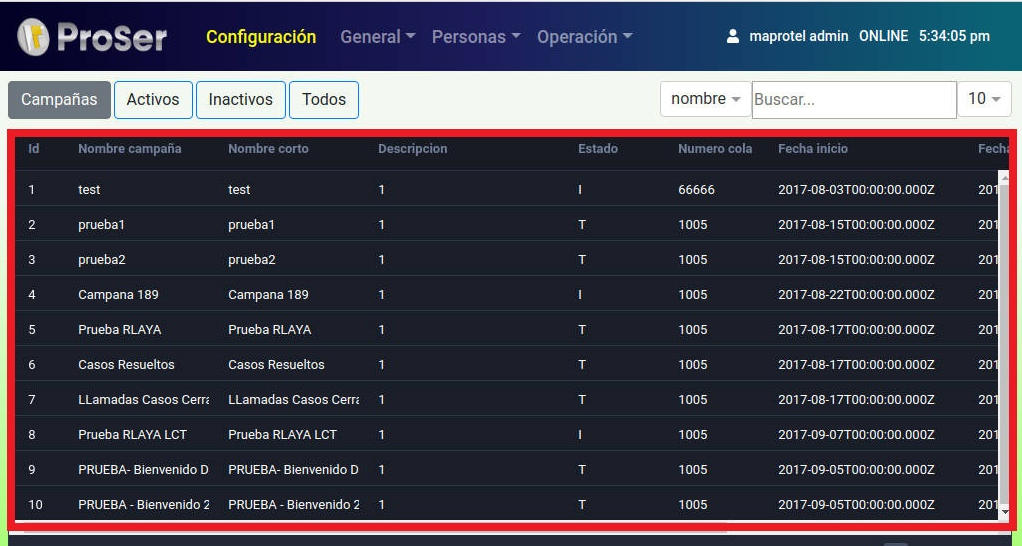 ProSer Configuración General Personas Operación maprotel admin ONLINE 5:34:05 pm
Campañas Activos Inactivos Todos nombre Buscar... 10
Id Nombre campaña Nombre corto Descripcion Estado Numero cola Fecha inicio Fecha
1 test test 1 I 66666 2017-08-03T00:00:00.000Z 201
2 prueba1 prueba1 1 T 1005 2017-08-15T00:00:00.000Z 201
3 prueba2 prueba2 1 T 1005 2017-08-15T00:00:00.000Z 201
4 Campana 189 Campana 189 1 I 1005 2017-08-22T00:00:00.000Z 201
5 Prueba RLAYA Prueba RLAYA 1 T 1005 2017-08-17T00:00:00.000Z 201
6 Casos Resueltos Casos Resueltos 1 T 1005 2017-08-17T00:00:00.000Z 201
7 LLamadas Casos Cerra LLamadas Casos Cerra 1 T 1005 2017-08-17T00:00:00.000Z 201
8 Prueba RLAYA LCT Prueba RLAYA LCT 1 I 1005 2017-09-07T00:00:00.000Z 201
9 PRUEBA- Bienvenido D PRUEBA- Bienvenido D 1 T 1005 2017-09-05T00:00:00.000Z 201
10 PRUEBA - Bienvenido 2 PRUEBA - Bienvenido 2 1 T 1005 2017-09-05T00:00:00.000Z 201